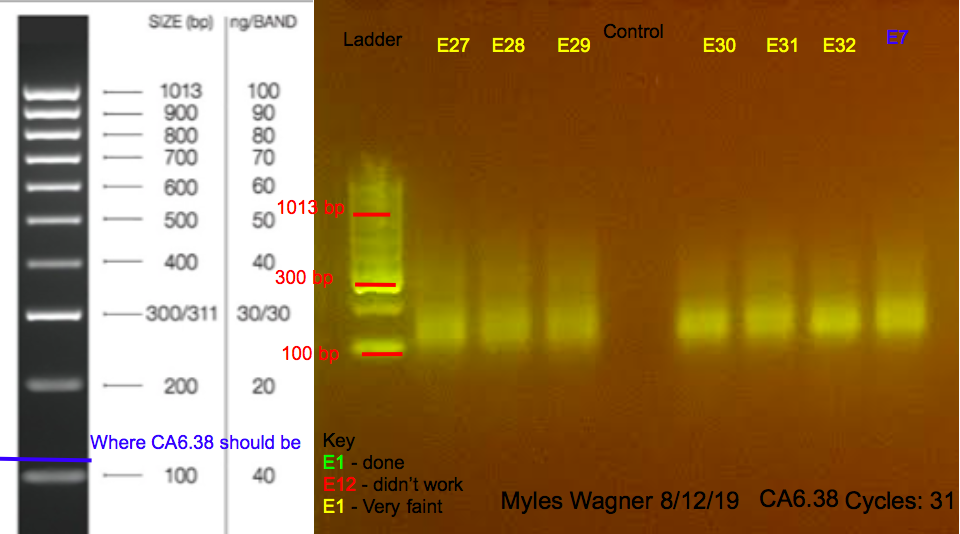 SIZE (bp) ng/BAND
1013 100
900 90
800 80
700 70
600 60
500 50
400 40
300/311 30/30
200 20
Where CA6.38 should be
100 40
Ladder E27 E28 E29 Control E30 E31 E32 E7
1013 bp
300 bp
100 bp
Key
E1 - done
E12 - didn't work
E1 - Very faint
Myles Wagner 8/12/19 CA6.38 Cycles: 31